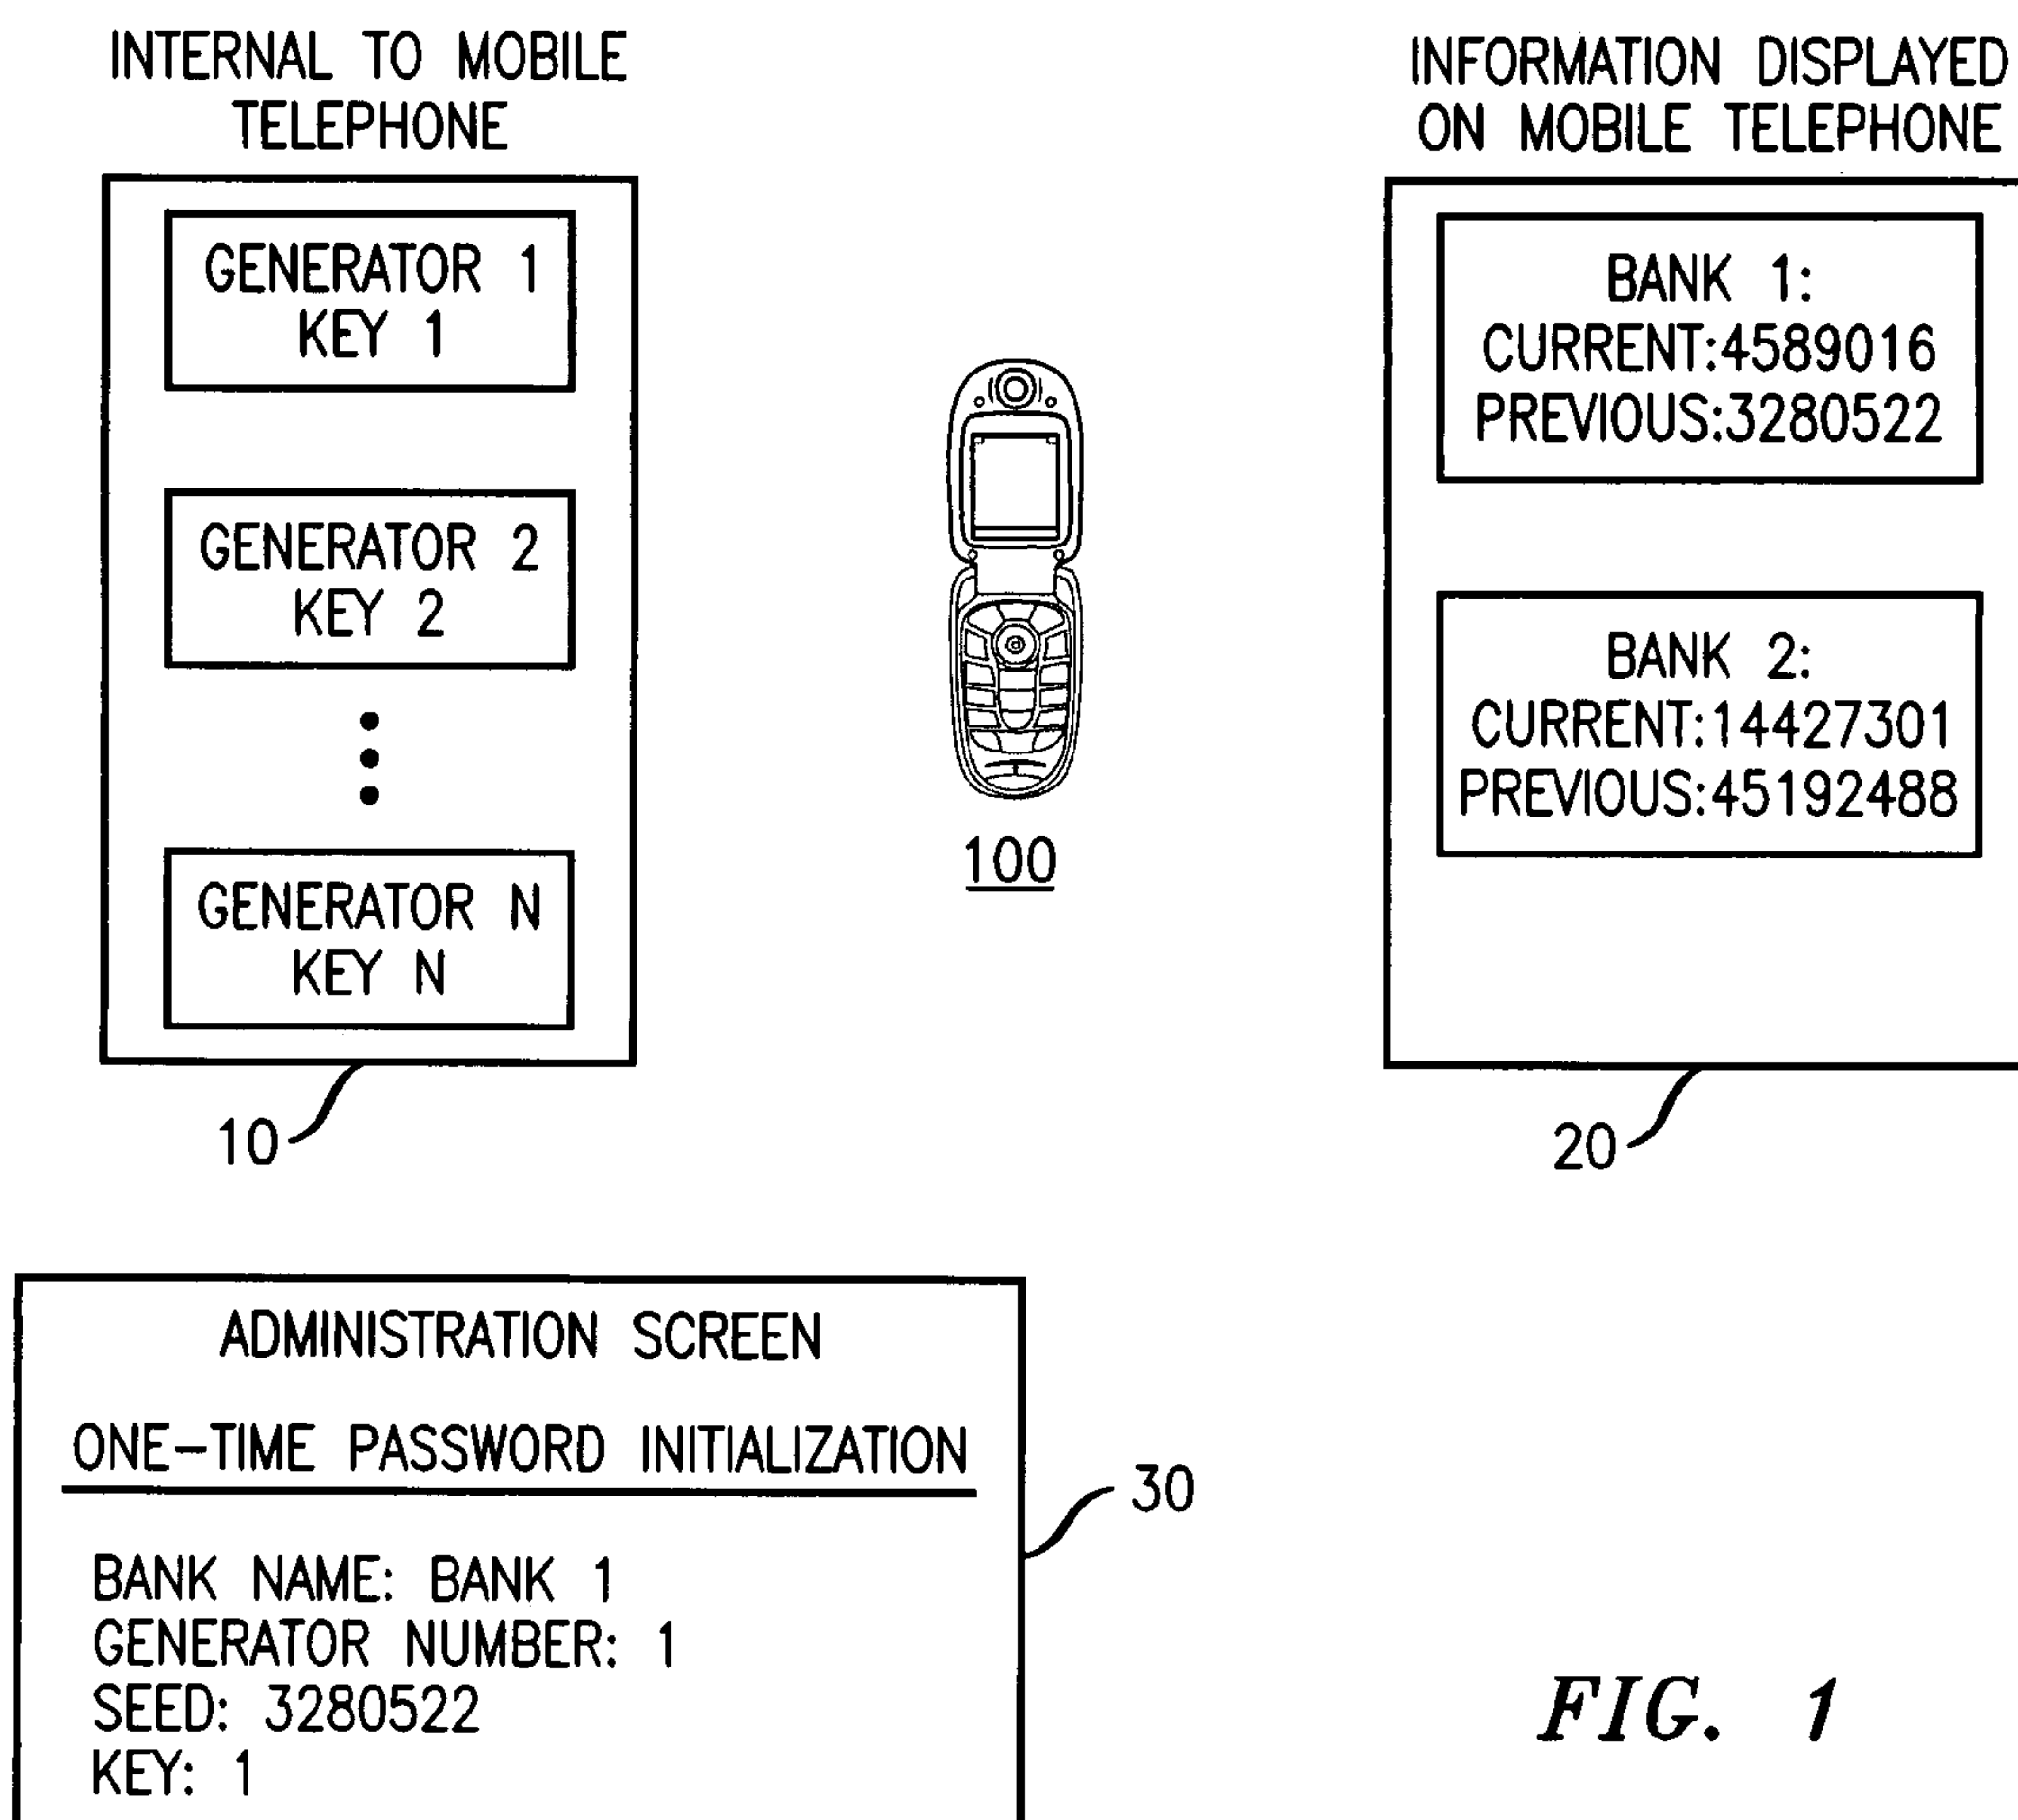 INTERNAL TO MOBILE
TELEPHONE
GENERATOR 1
KEY 1
GENERATOR 2
KEY 2
GENERATOR N
KEY N
10
100
INFORMATION DISPLAYED
ON MOBILE TELEPHONE
BANK 1:
CURRENT:4589016
PREVIOUS:3280522
BANK 2:
CURRENT:14427301
PREVIOUS:45192488
20
ADMINISTRATION SCREEN
ONE-TIME PASSWORD INITIALIZATION
BANK NAME: BANK 1
GENERATOR NUMBER: 1
SEED: 3280522
KEY: 1
30
FIG. 1